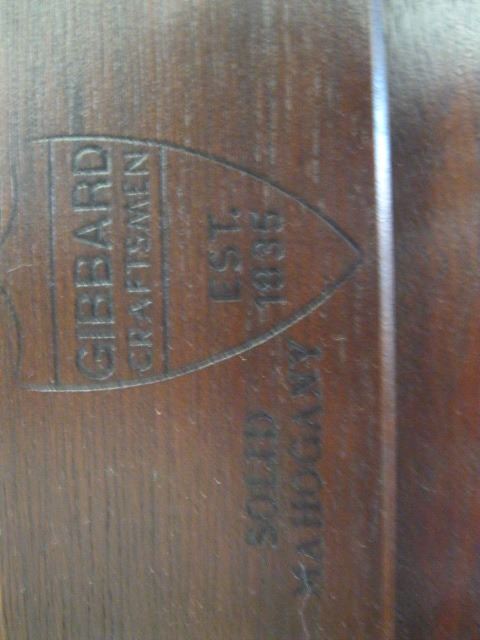 GIBBARD
CRAFTSMEN
EST.
1835
SOLID
MAHOGANY